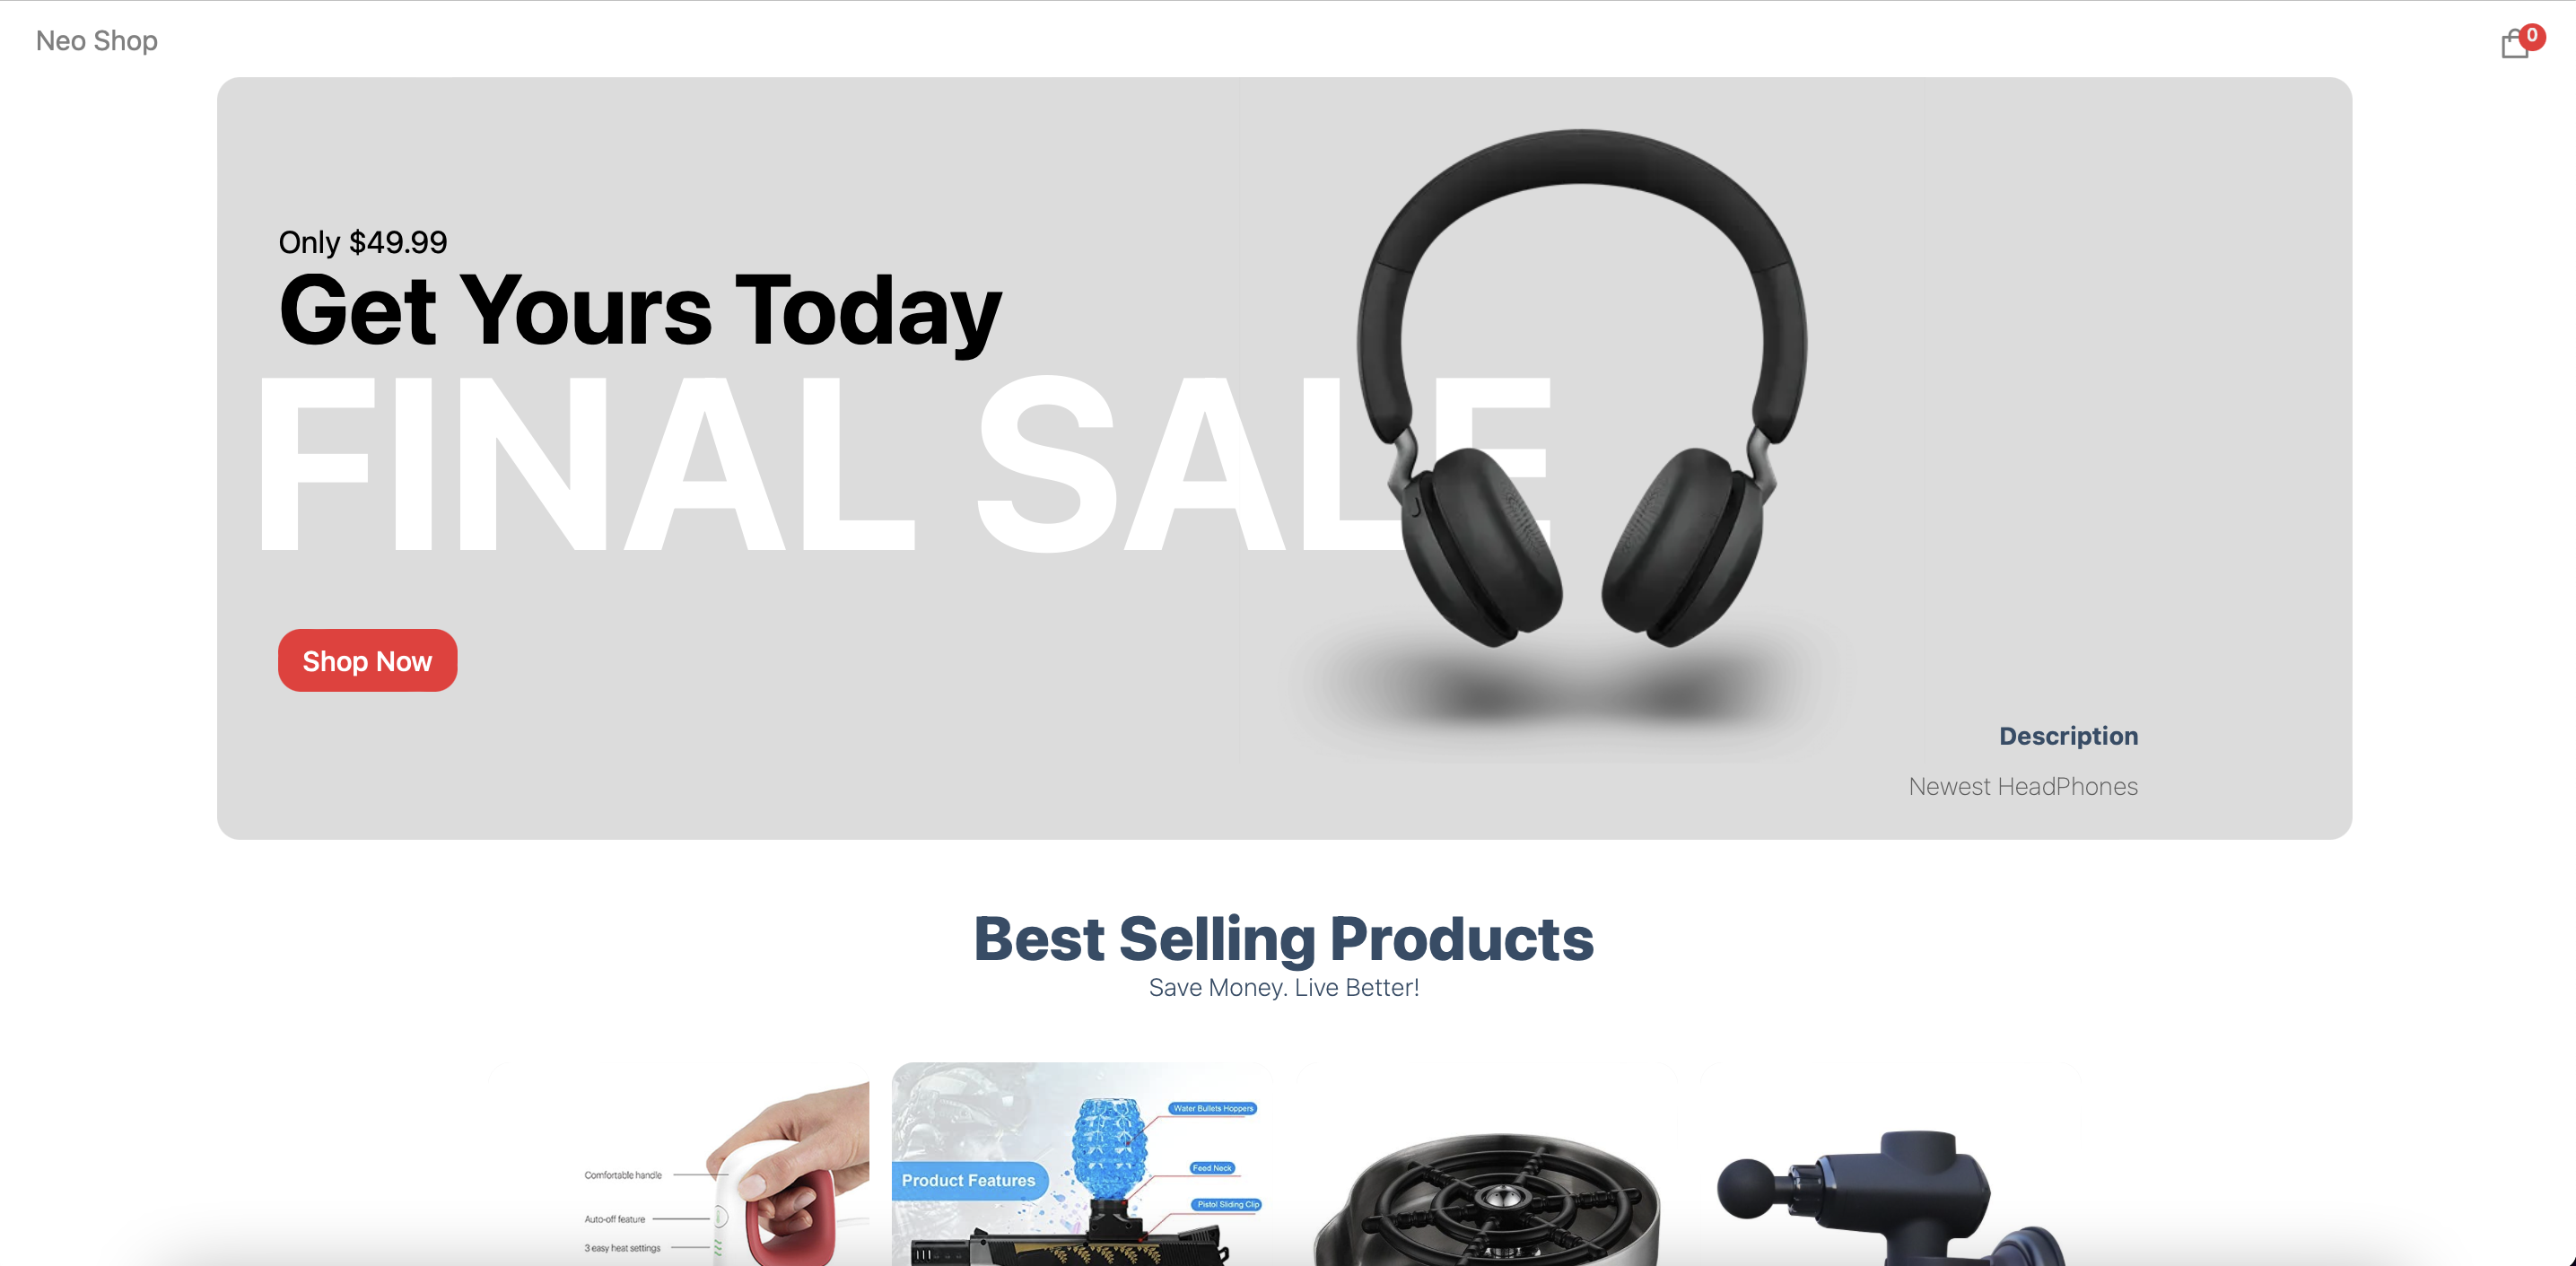 Neo Shop
0
Only $49.99
Get Yours Today
FINAL SALE
Shop Now
Description
Newest HeadPhones
Best Selling Products
Save Money. Live Better!
Comfortable handle
Auto-off feature
3 easy heat settings
Product Features
Water Bullets Hoppers
Feed Neck
Pistol Sliding Clip